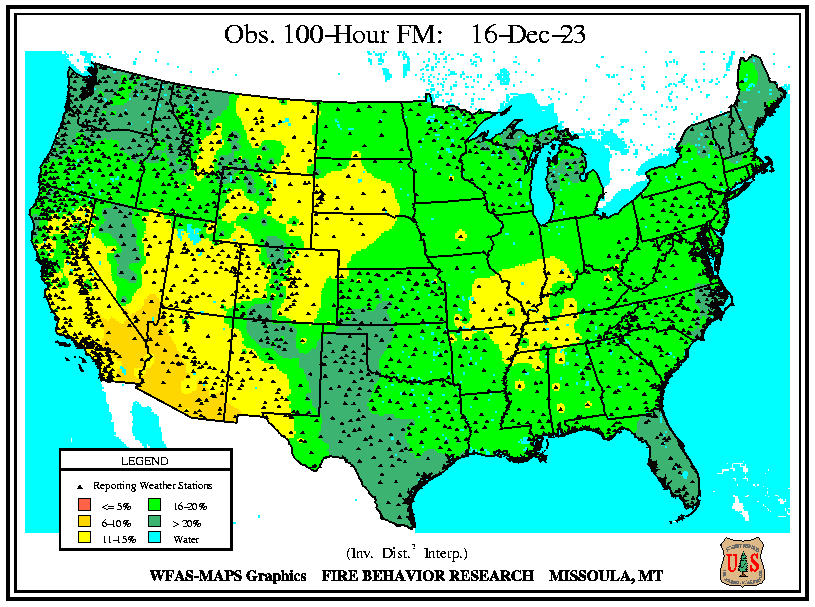 Obs. 100-Hour FM: 16-Dec-23
LEGEND
Reporting Weather Stations
<= 5% 16-20%
6-10% > 20%
11-15% Water
(Inv. Dist.² Interp.)
WFAS-MAPS Graphics FIRE BEHAVIOR RESEARCH MISSOULA, MT
U S